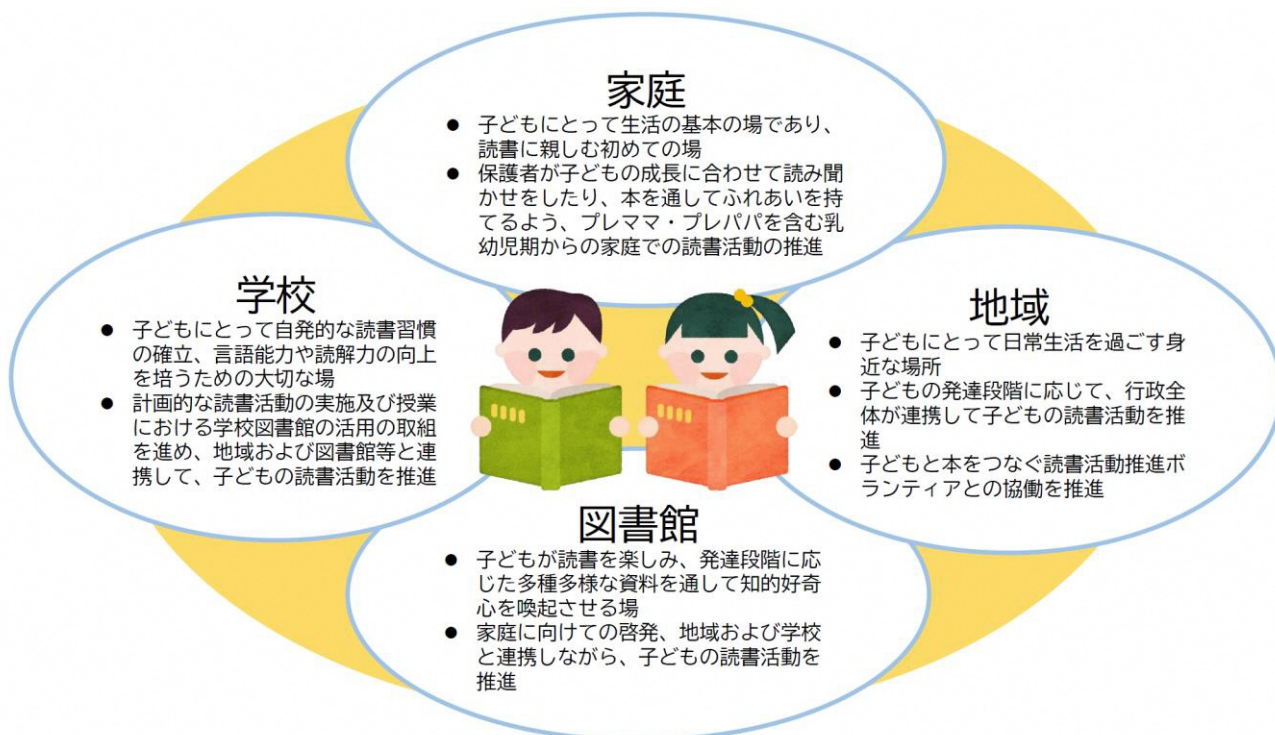 家庭
● 子どもにとって生活の基本の場であり、
読書に親しむ初めての場
● 保護者が子どもの成長に合わせて読み聞
かせをしたり、本を通してふれあいを持
てるよう、プレママ・プレパパを含む乳
幼児期からの家庭での読書活動の推進
学校
● 子どもにとって自発的な読書習慣
の確立、言語能力や読解力の向上
を培うための大切な場
● 計画的な読書活動の実施及び授業
における学校図書館の活用の取組
を進め、地域および図書館等と連
携して、子どもの読書活動を推進
地域
● 子どもにとって日常生活を過ごす身
近な場所
● 子どもの発達段階に応じて、行政全
体が連携して子どもの読書活動を推
進
● 子どもと本をつなぐ読書活動推進ボ
ランティアとの協働を推進
図書館
● 子どもが読書を楽しみ、発達段階に応
じた多種多様な資料を通して知的好奇
心を喚起させる場
● 家庭に向けての啓発、地域および学校
と連携しながら、子どもの読書活動を
推進